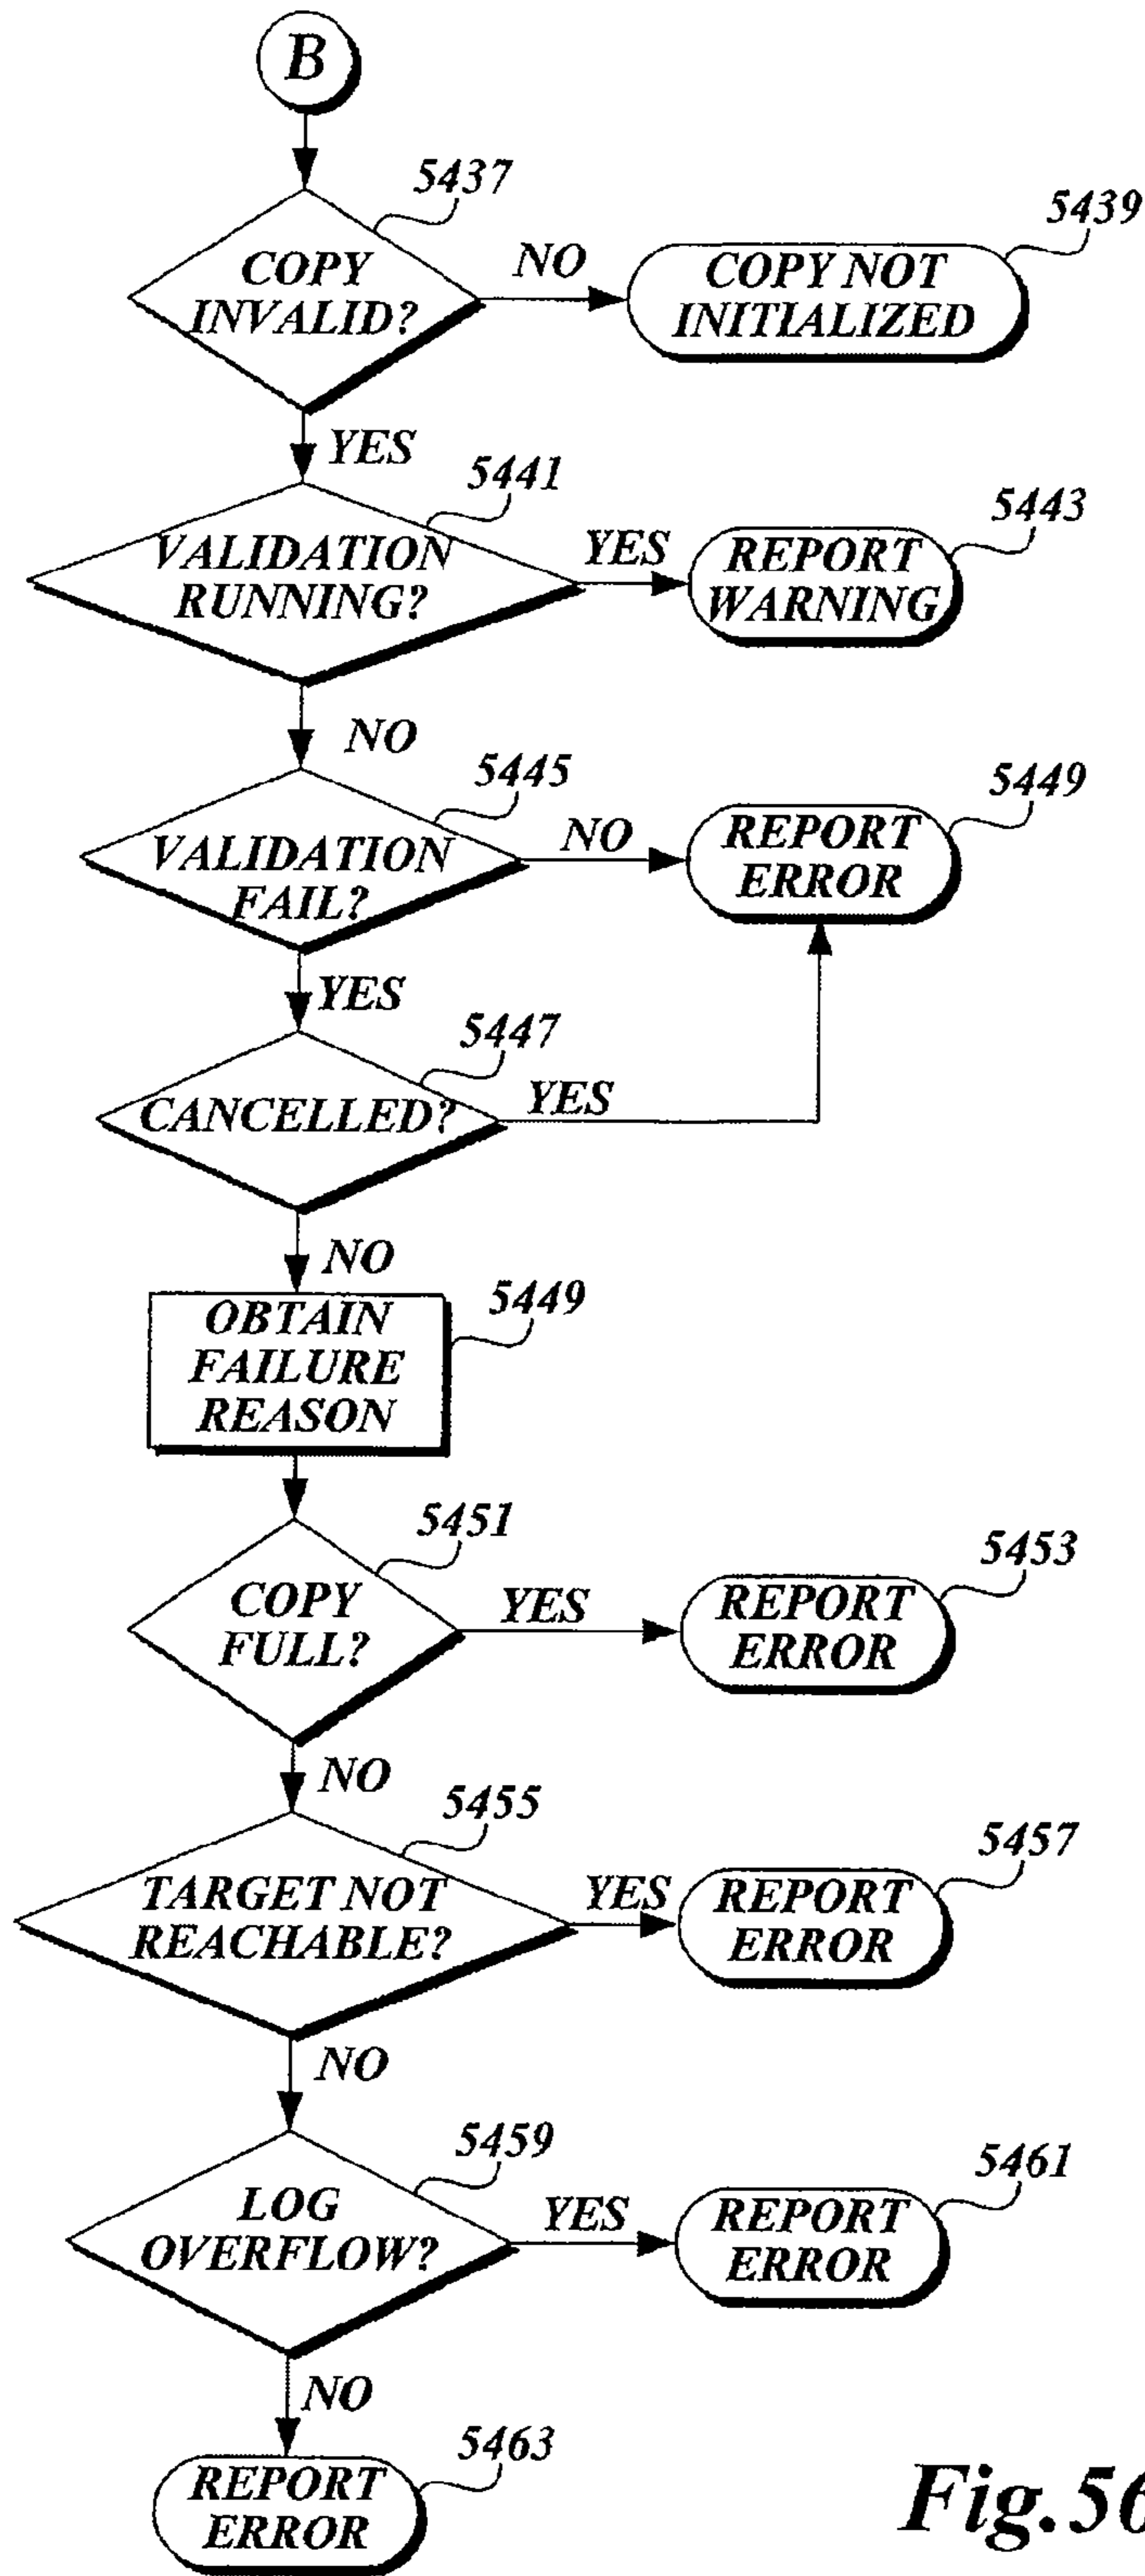 B
5437
COPY
INVALID?
NO
5439
COPY NOT
INITIALIZED
YES
5441
VALIDATION
RUNNING?
YES
5443
REPORT
WARNING
NO
5445
VALIDATION
FAIL?
NO
5449
REPORT
ERROR
YES
5447
CANCELLED?
YES
NO
5449
OBTAIN
FAILURE
REASON
5451
COPY
FULL?
YES
5453
REPORT
ERROR
NO
5455
TARGET NOT
REACHABLE?
YES
5457
REPORT
ERROR
NO
5459
LOG
OVERFLOW?
YES
5461
REPORT
ERROR
NO
5463
REPORT
ERROR
Fig.56